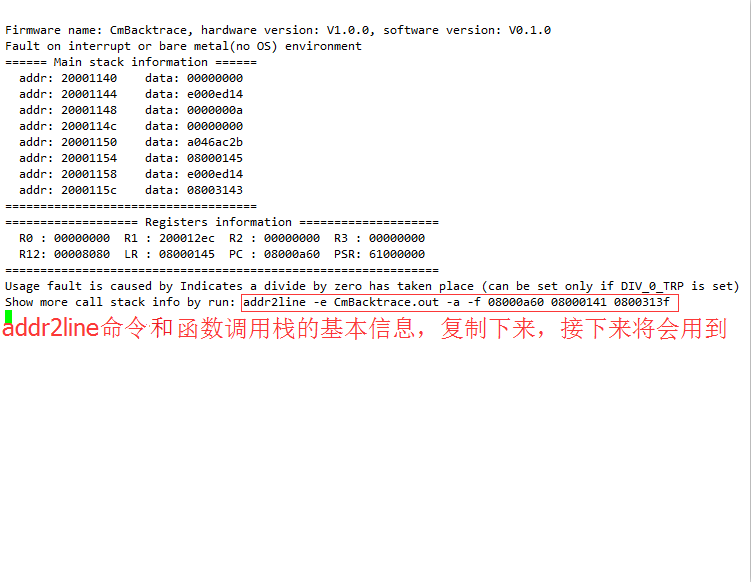 Firmware name: CmBacktrace, hardware version: V1.0.0, software version: V0.1.0
Fault on interrupt or bare metal(no OS) environment
====== Main stack information ======
addr: 20001140    data: 00000000
addr: 20001144    data: e000ed14
addr: 20001148    data: 0000000a
addr: 2000114c    data: 00000000
addr: 20001150    data: a046ac2b
addr: 20001154    data: 08000145
addr: 20001158    data: e000ed14
addr: 2000115c    data: 08003143
====================================
=================== Registers information ====================
R0 : 00000000  R1 : 200012ec  R2 : 00000000  R3 : 00000000
R12: 00008080  LR : 08000145  PC : 08000a60  PSR: 61000000
==============================================================
Usage fault is caused by Indicates a divide by zero has taken place (can be set only if DIV_0_TRP is set)
Show more call stack info by run: addr2line -e CmBacktrace.out -a -f 08000a60 08000141 0800313f
addr2line命令和函数调用栈的基本信息，复制下来，接下来将会用到